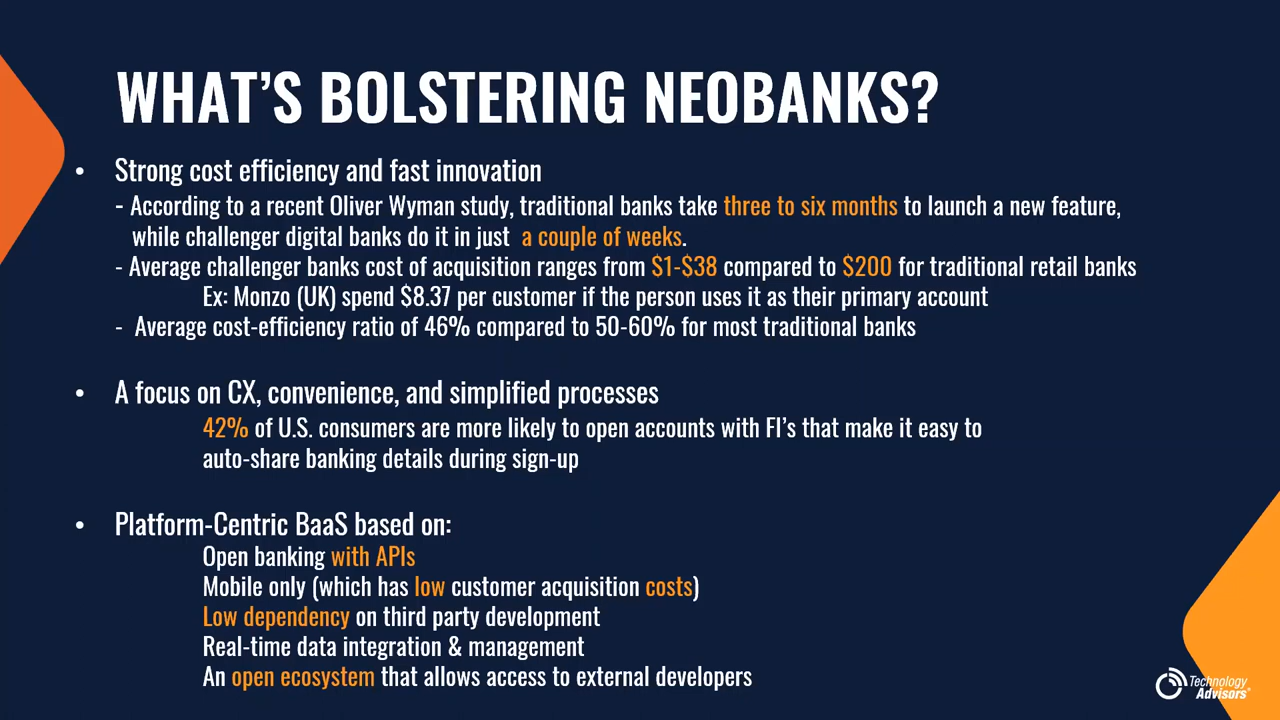 WHAT'S BOLSTERING NEOBANKS?
• Strong cost efficiency and fast innovation
- According to a recent Oliver Wyman study, traditional banks take three to six months to launch a new feature,
while challenger digital banks do it in just a couple of weeks.
- Average challenger banks cost of acquisition ranges from $1-$38 compared to $200 for traditional retail banks
Ex: Monzo (UK) spend $8.37 per customer if the person uses it as their primary account
- Average cost-efficiency ratio of 46% compared to 50-60% for most traditional banks
• A focus on CX, convenience, and simplified processes
42% of U.S. consumers are more likely to open accounts with FI's that make it easy to
auto-share banking details during sign-up
• Platform-Centric BaaS based on:
Open banking with APIs
Mobile only (which has low customer acquisition costs)
Low dependency on third party development
Real-time data integration & management
An open ecosystem that allows access to external developers
Technology
Advisors®